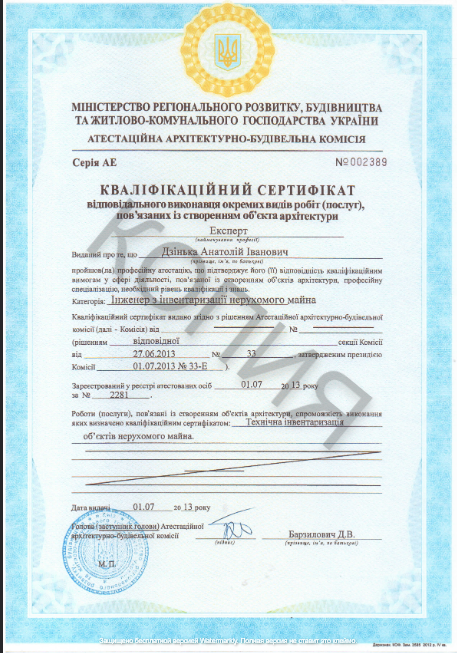 МІНІСТЕРСТВО РЕГІОНАЛЬНОГО РОЗВИТКУ, БУДІВНИЦТВА
ТА ЖИТЛОВО-КОМУНАЛЬНОГО ГОСПОДАРСТВА УКРАЇНИ
АТЕСТАЦІЙНА АРХІТЕКТУРНО-БУДІВЕЛЬНА КОМІСІЯ
Серія АЕ №002389
КВАЛІФІКАЦІЙНИЙ СЕРТИФІКАТ
відповідального виконавця окремих видів робіт (послуг),
пов'язаних із створенням об'єкта архітектури
Експерт
(найменування професії)
Виданий про те, що Дзінька Анатолій Іванович
(прізвище, ім'я, по батькові)
пройшов(ла) професійну атестацію, що підтверджує його (її) відповідність кваліфікаційним
вимогам у сфері діяльності, пов'язаної із створенням об'єктів архітектури, професійну
спеціалізацію, необхідний рівень кваліфікації і знань.
Категорія: Інженер з інвентаризації нерухомого майна
Кваліфікаційний сертифікат видано згідно з рішенням Атестаційної архітектурно-будівельної
комісії (далі - Комісія) від №
(рішенням відповідної секції Комісії
від 27.06.2013 № 33 затвердженим президією
Комісії 01.07.2013 № 33-Е ).
Зареєстрований у реєстрі атестованих осіб 01.07 20 13 року
за № 2281
Роботи (послуги), пов'язані із створенням об'єктів архітектури, спроможність виконання
яких визначено кваліфікаційним сертифікатом: Технічна інвентаризація
об'єктів нерухомого майна.
Дата видачі 01.07 20 13 року
Голова (заступник голови) Атестаційної
архітектурно-будівельної комісії Барзилович Д.В.
(підпис) (прізвище, ім'я, по батькові)
М. П.
КОПИЯ
Защищено бесплатной версией Watermarkly. Полная версия не ставит это клеймо.